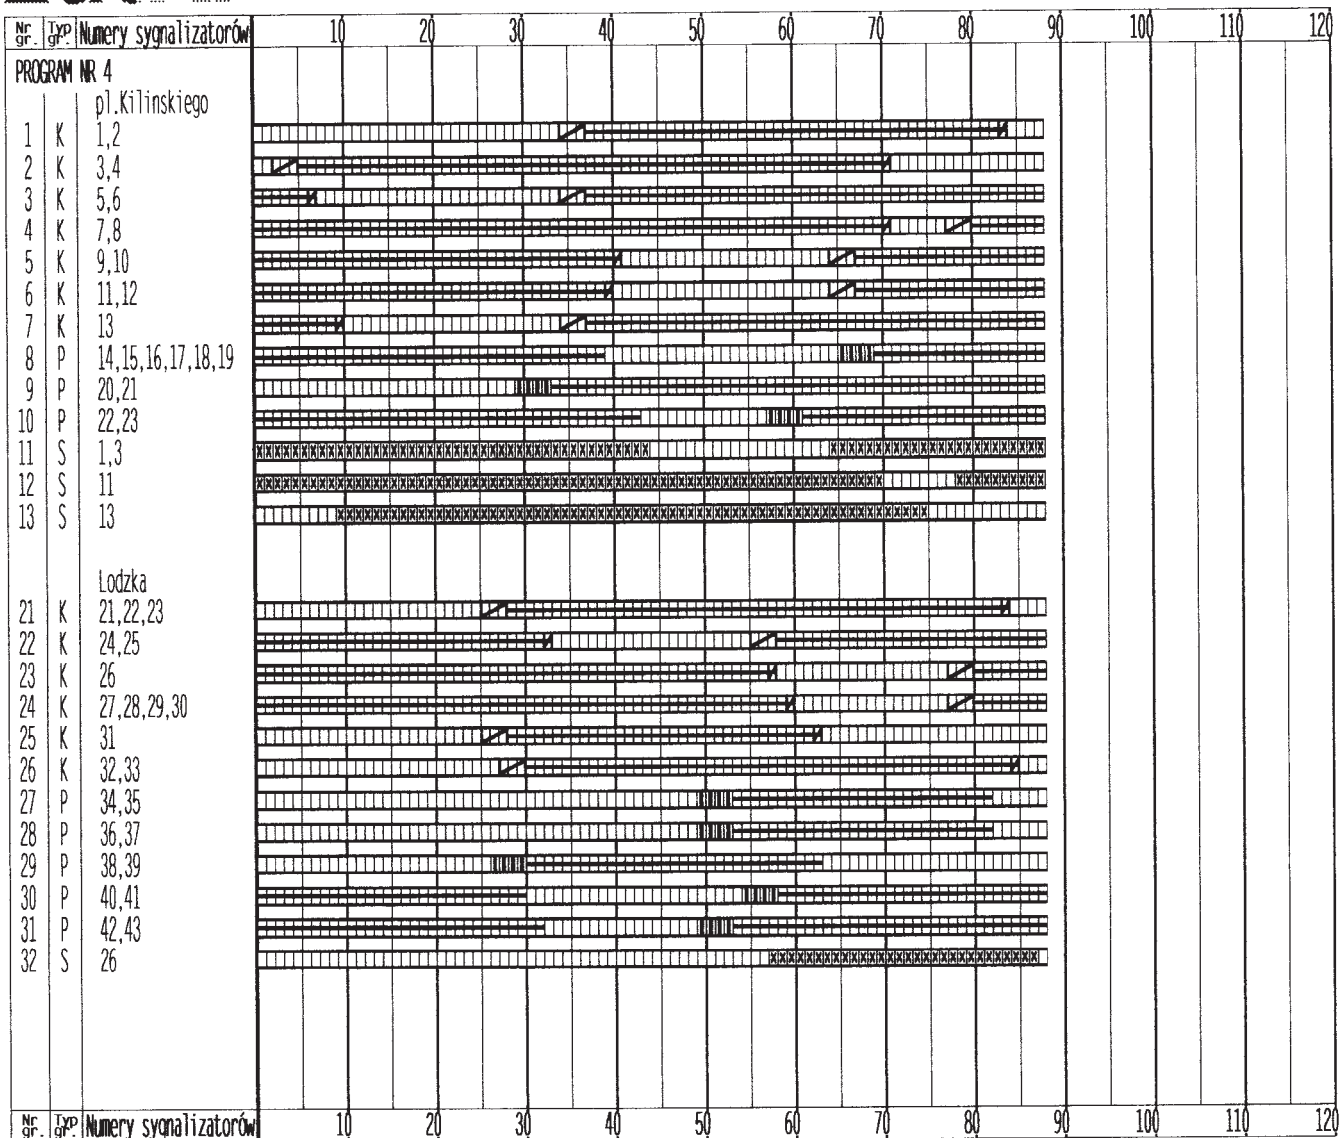 Nr gr. Typ gr. Numery sygnalizatorów 10 20 30 40 50 60 70 80 90 100 110 120
PROGRAM NR 4
pl.Kilinskiego
1 K 1,2
2 K 3,4
3 K 5,6
4 K 7,8
5 K 9,10
6 K 11,12
7 K 13
8 P 14,15,16,17,18,19
9 P 20,21
10 P 22,23
11 S 1,3
12 S 11
13 S 13
Lodzka
21 K 21,22,23
22 K 24,25
23 K 26
24 K 27,28,29,30
25 K 31
26 K 32,33
27 P 34,35
28 P 36,37
29 P 38,39
30 P 40,41
31 P 42,43
32 S 26
Nr gr. Typ gr. Numery sygnalizatorów 10 20 30 40 50 60 70 80 90 100 110 120